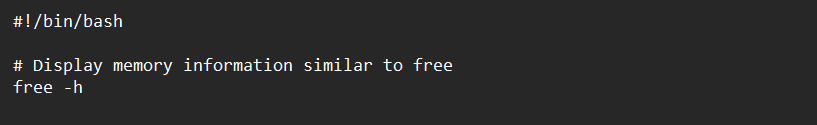 #!/bin/bash
# Display memory information similar to free
free -h